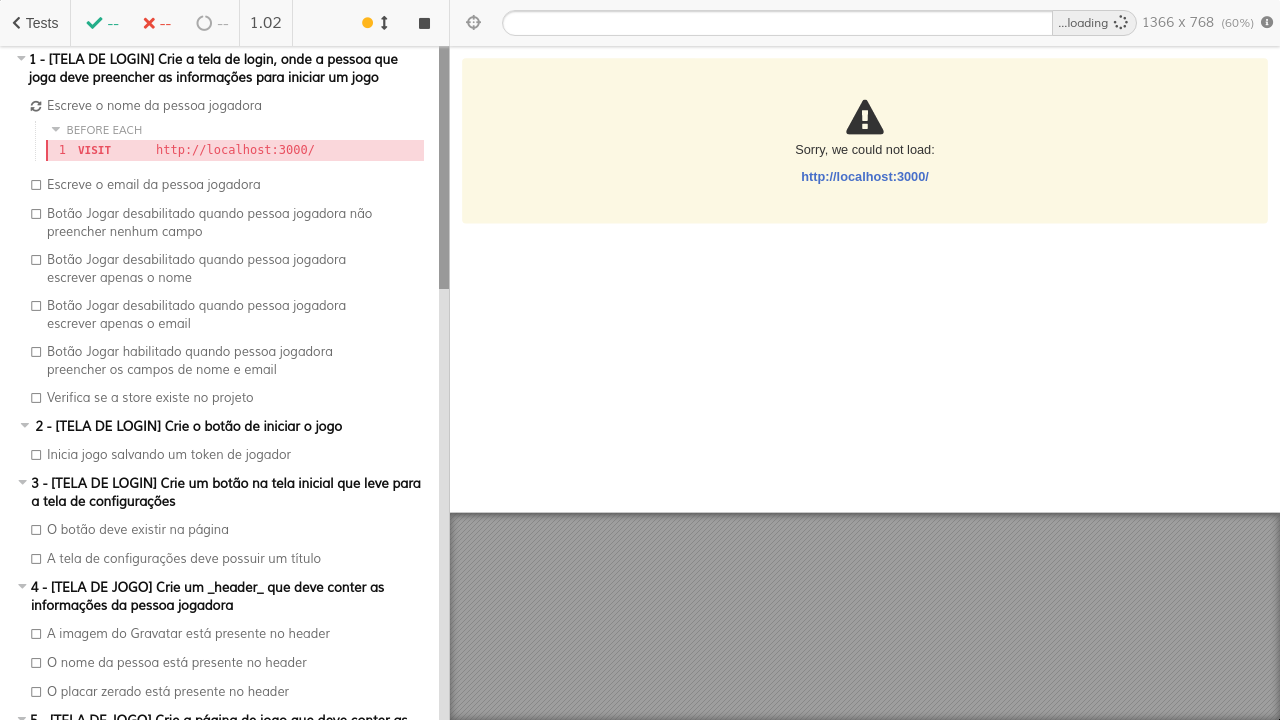 Tests
--
--
--
1.02
...loading
1366 x 768 (60%)
1 - [TELA DE LOGIN] Crie a tela de login, onde a pessoa que
joga deve preencher as informações para iniciar um jogo
Escreve o nome da pessoa jogadora
BEFORE EACH
1 VISIT http://localhost:3000/
Escreve o email da pessoa jogadora
Botão Jogar desabilitado quando pessoa jogadora não
preencher nenhum campo
Botão Jogar desabilitado quando pessoa jogadora
escrever apenas o nome
Botão Jogar desabilitado quando pessoa jogadora
escrever apenas o email
Botão Jogar habilitado quando pessoa jogadora
preencher os campos de nome e email
Verifica se a store existe no projeto
2 - [TELA DE LOGIN] Crie o botão de iniciar o jogo
Inicia jogo salvando um token de jogador
3 - [TELA DE LOGIN] Crie um botão na tela inicial que leve para
a tela de configurações
O botão deve existir na página
A tela de configurações deve possuir um título
4 - [TELA DE JOGO] Crie um _header_ que deve conter as
informações da pessoa jogadora
A imagem do Gravatar está presente no header
O nome da pessoa está presente no header
O placar zerado está presente no header
5 - [TELA DE JOGO] Crie a página de jogo que deve conter as
Sorry, we could not load:
http://localhost:3000/